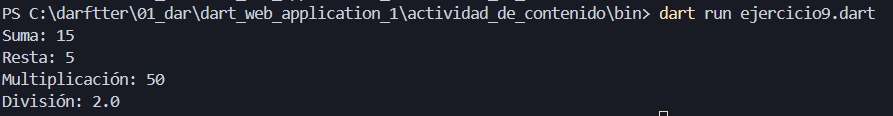 PS C:\darftter\01_dar\dart_web_application_1\actividad_de_contenido\bin> dart run ejercicio9.dart
Suma: 15
Resta: 5
Multiplicación: 50
División: 2.0